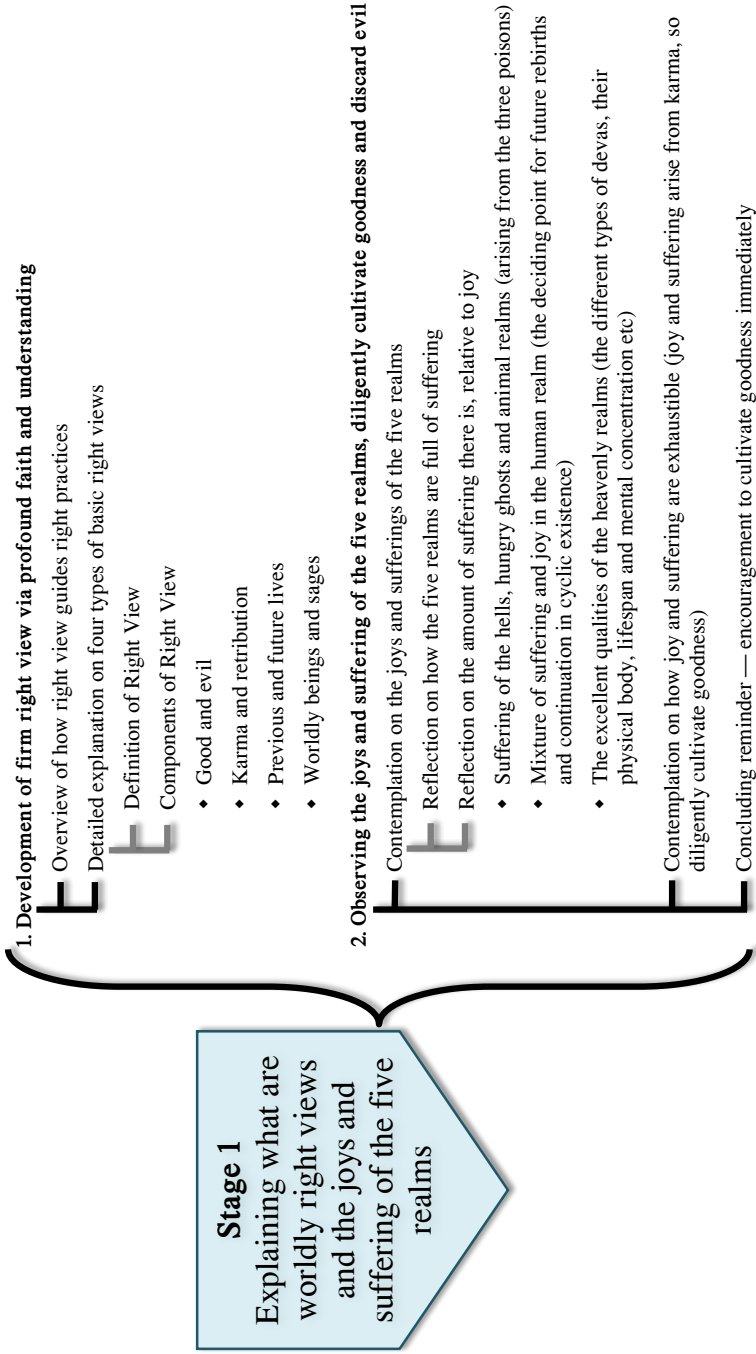 Stage 1
Explaining what are
worldly right views
and the joys and
suffering of the five
realms
1. Development of firm right view via profound faith and understanding
Overview of how right view guides right practices
Detailed explanation on four types of basic right views
Definition of Right View
Components of Right View
◆ Good and evil
◆ Karma and retribution
◆ Previous and future lives
◆ Worldly beings and sages
2. Observing the joys and suffering of the five realms, diligently cultivate goodness and discard evil
Contemplation on the joys and sufferings of the five realms
Reflection on how the five realms are full of suffering
Reflection on the amount of suffering there is, relative to joy
◆ Suffering of the hells, hungry ghosts and animal realms (arising from the three poisons)
◆ Mixture of suffering and joy in the human realm (the deciding point for future rebirths
and continuation in cyclic existence)
◆ The excellent qualities of the heavenly realms (the different types of devas, their
physical body, lifespan and mental concentration etc)
Contemplation on how joy and suffering are exhaustible (joy and suffering arise from karma, so
diligently cultivate goodness)
Concluding reminder — encouragement to cultivate goodness immediately